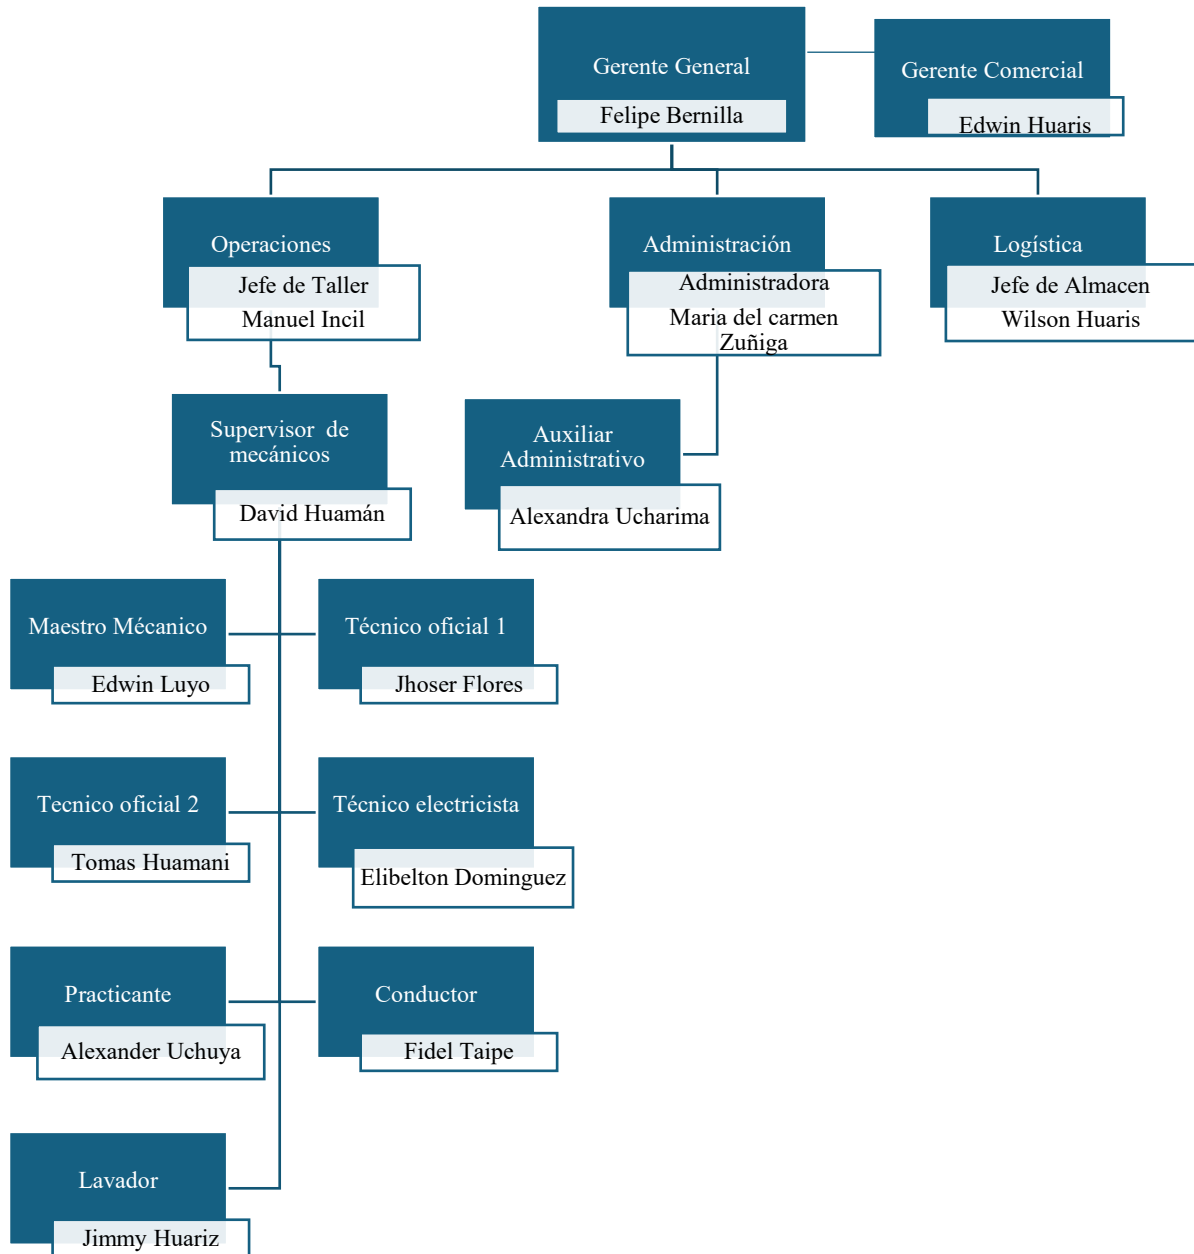 Gerente General
Felipe Bernilla
Gerente Comercial
Edwin Huaris
Operaciones
Jefe de Taller
Manuel Incil
Administración
Administradora
Maria del carmen
Zuñiga
Logística
Jefe de Almacen
Wilson Huaris
Supervisor de
mecánicos
David Huamán
Auxiliar
Administrativo
Alexandra Ucharima
Maestro Mécanico
Edwin Luyo
Técnico oficial 1
Jhoser Flores
Tecnico oficial 2
Tomas Huamani
Técnico electricista
Elibelton Dominguez
Practicante
Alexander Uchuya
Conductor
Fidel Taipe
Lavador
Jimmy Huariz